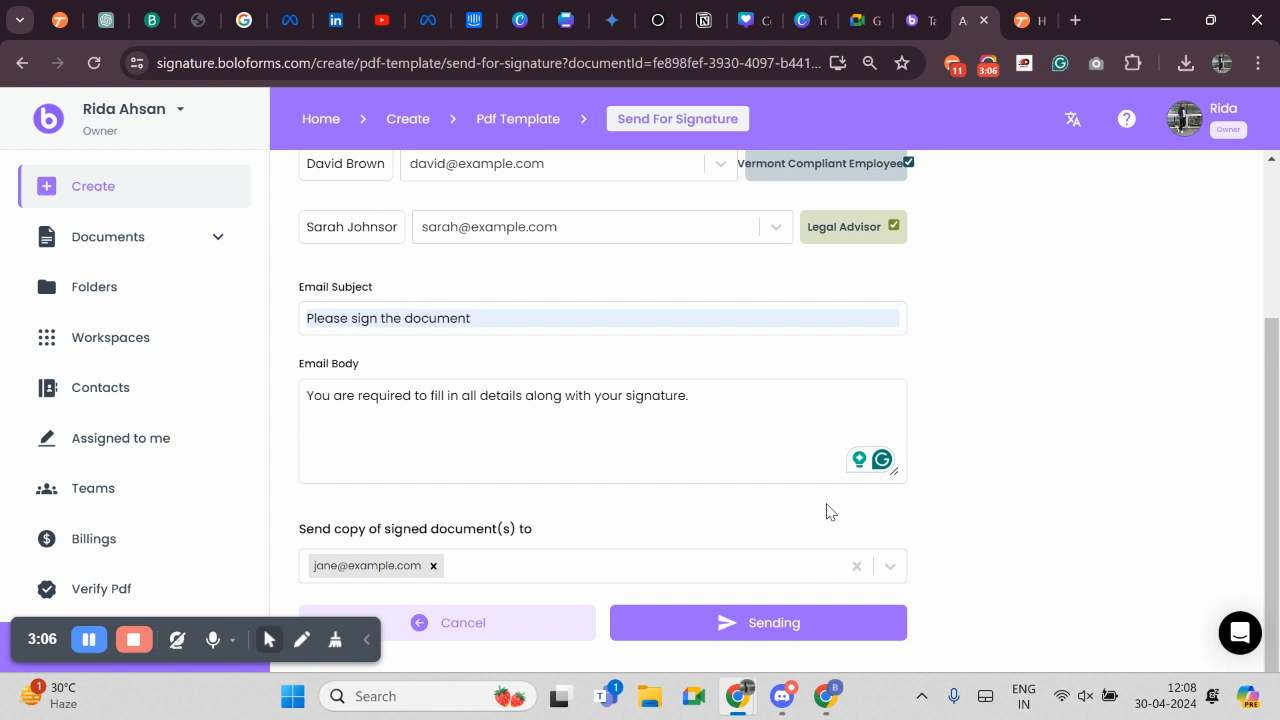 Ta
A
H
signature.boloforms.com/create/pdf-template/send-for-signature?documentId=fe898fef-3930-4097-b441...
11
3:06
Rida Ahsan
Owner
Home
Create
Pdf Template
Send For Signature
Rida
Owner
Create
Documents
Folders
Workspaces
Contacts
Assigned to me
Teams
Billings
Verify Pdf
David Brown
david@example.com
Vermont Compliant Employee
Sarah Johnsor
sarah@example.com
Legal Advisor
Email Subject
Please sign the document
Email Body
You are required to fill in all details along with your signature.
Send copy of signed document(s) to
jane@example.com
Cancel
Sending
3:06
1
30°C
Haze
Search
1
ENG
IN
12:08
30-04-2024